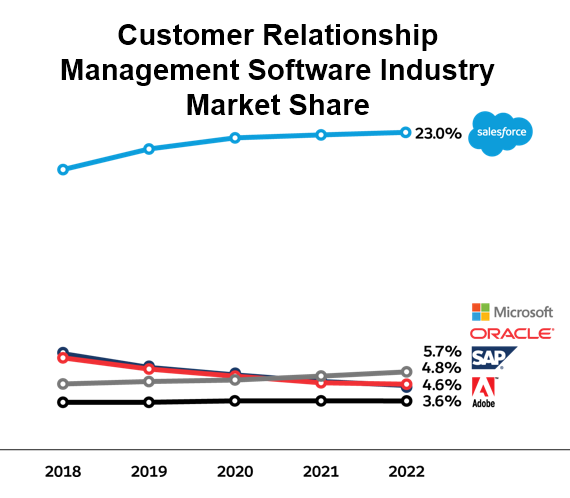 Customer Relationship
Management Software Industry
Market Share
23.0%
salesforce
Microsoft
ORACLE
5.7%
SAP
4.8%
4.6%
Adobe
3.6%
2018 2019 2020 2021 2022